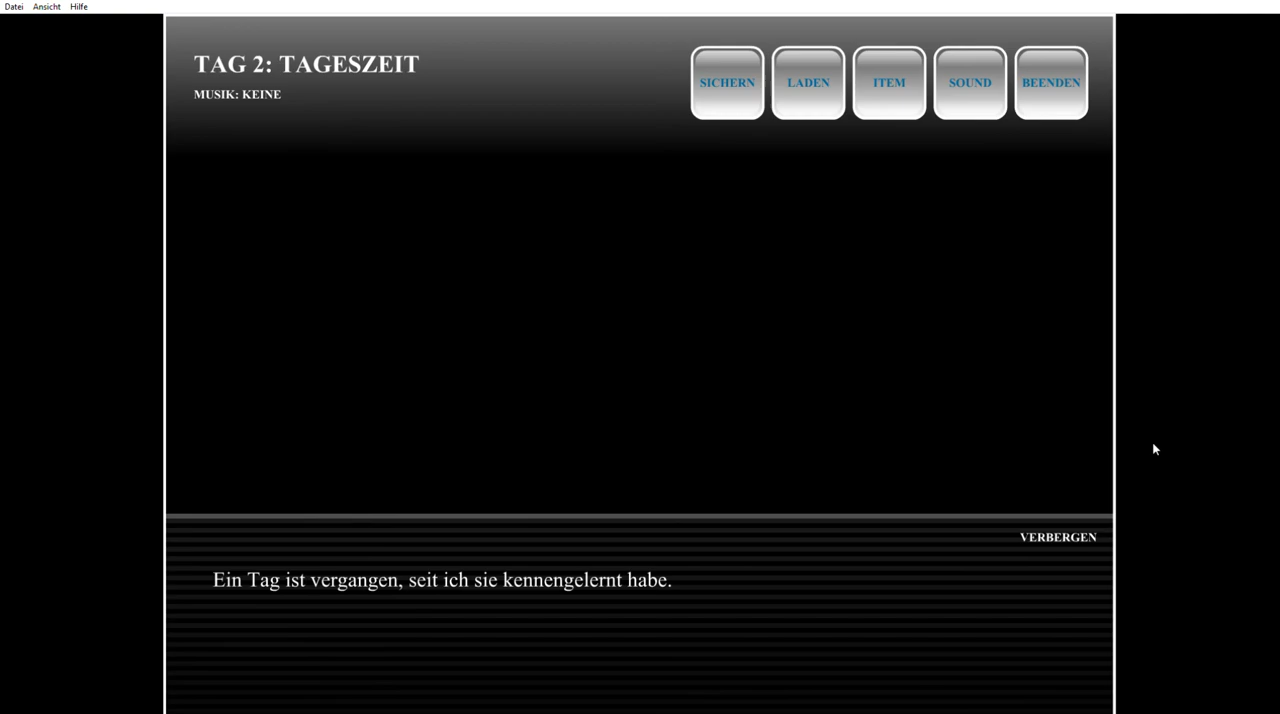 Datei Ansicht Hilfe
TAG 2: TAGESZEIT
MUSIK: KEINE
SICHERN LADEN ITEM SOUND BEENDEN
VERBERGEN
Ein Tag ist vergangen, seit ich sie kennengelernt habe.